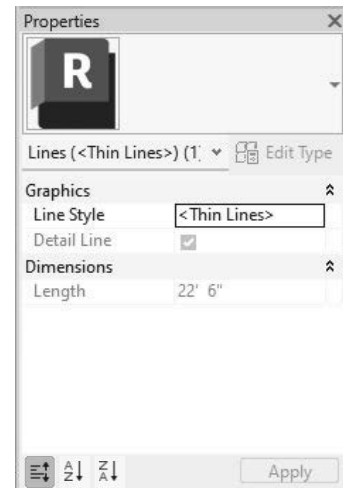 Properties
R
Lines (<Thin Lines>) (1) Edit Type
Graphics
Line Style <Thin Lines>
Detail Line
Dimensions
Length 22' 6"
A Z Z A Apply